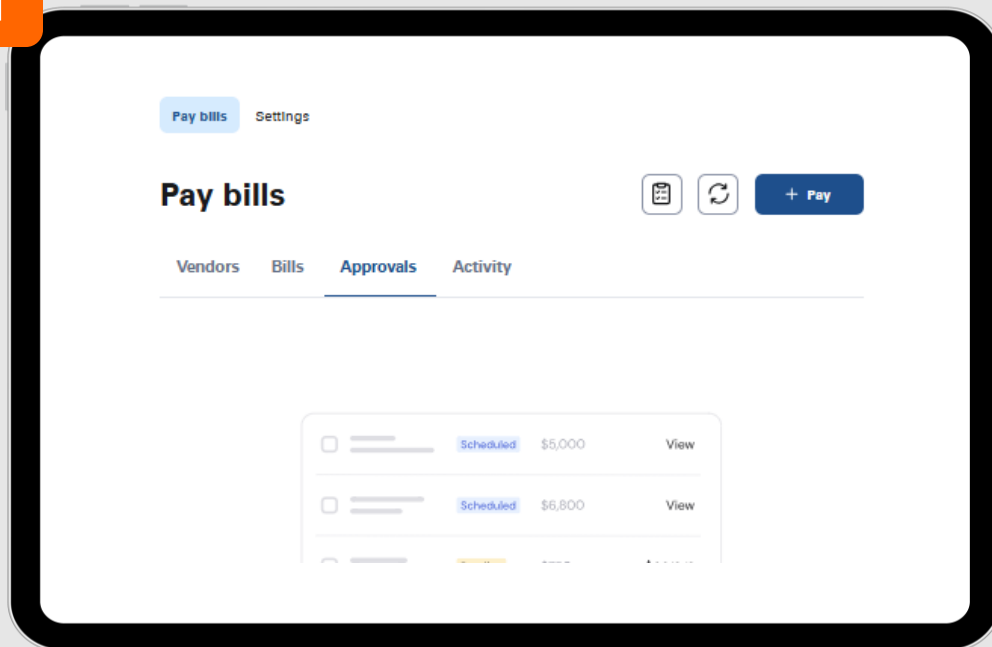 Pay bills Settings
Pay bills
+ Pay
Vendors Bills Approvals Activity
Scheduled $5,000 View
Scheduled $6,800 View